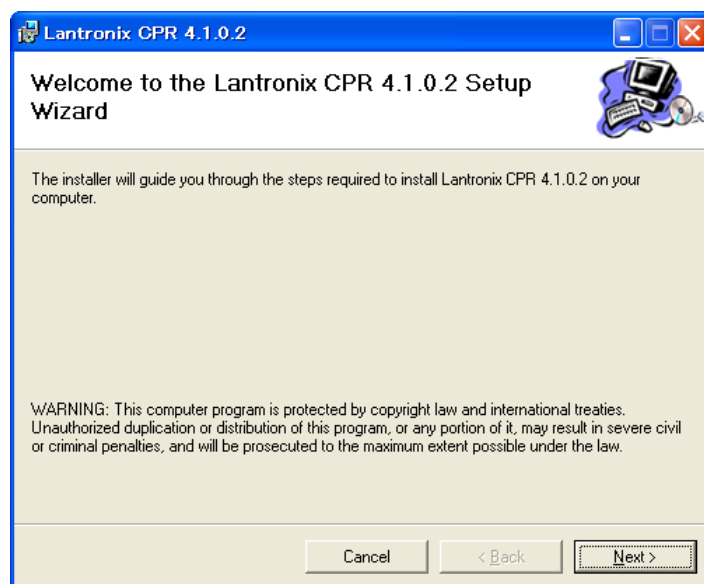 Lantronix CPR 4.1.0.2
Welcome to the Lantronix CPR 4.1.0.2 Setup
Wizard
The installer will guide you through the steps required to install Lantronix CPR 4.1.0.2 on your
computer.
WARNING: This computer program is protected by copyright law and international treaties.
Unauthorized duplication or distribution of this program, or any portion of it, may result in severe civil
or criminal penalties, and will be prosecuted to the maximum extent possible under the law.
Cancel < Back Next >